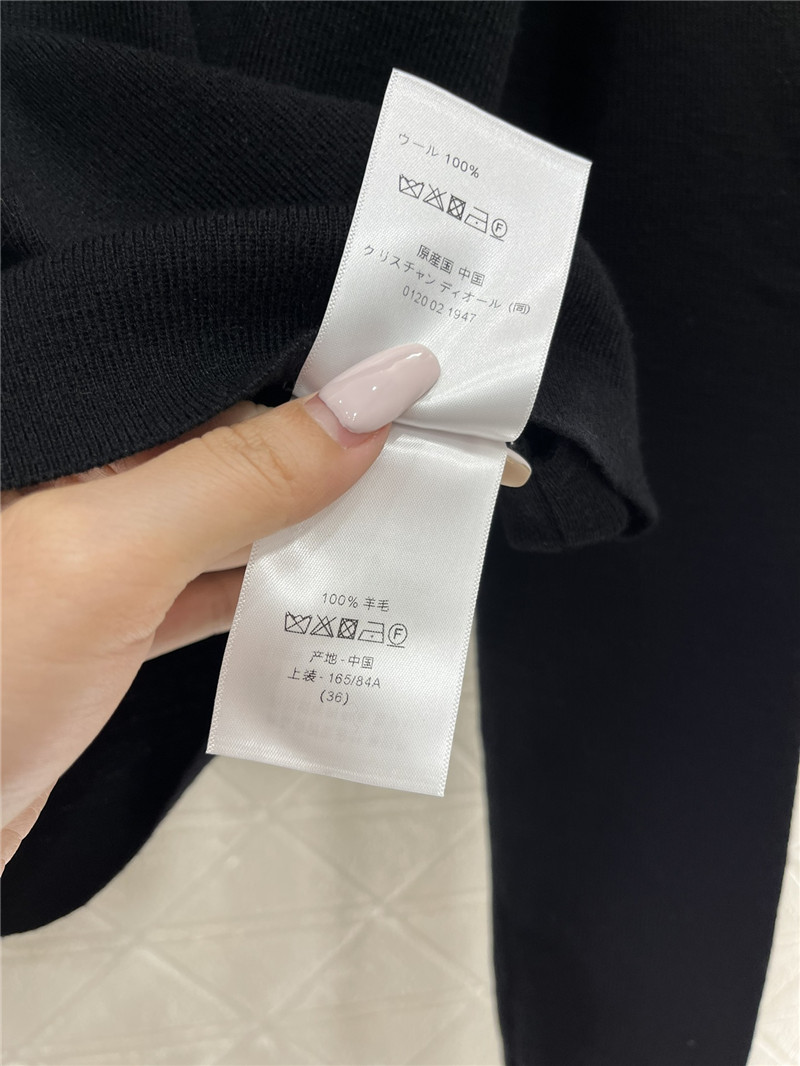 ウール 100%
F
原産国 中国
クリスチャン ディオール (同)
0120 02 1947
100% 羊毛
F
产地 - 中国
上装 - 165/84A
(36)